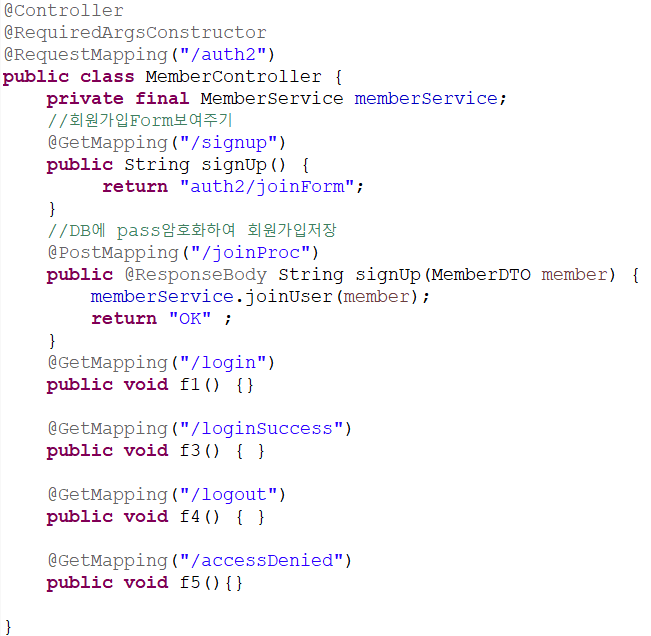 @Controller
@RequiredArgsConstructor
@RequestMapping("/auth2")
public class MemberController {
    private final MemberService memberService;
    //회원가입Form보여주기
    @GetMapping("/signup")
    public String signUp() {
         return "auth2/joinForm";
    }
    //DB에 pass암호화하여 회원가입저장
    @PostMapping("/joinProc")
    public @ResponseBody String signUp(MemberDTO member) {
        memberService.joinUser(member);
        return "OK" ;
    }
    @GetMapping("/login")
    public void f1() {}

    @GetMapping("/loginSuccess")
    public void f3() { }

    @GetMapping("/logout")
    public void f4() { }

    @GetMapping("/accessDenied")
    public void f5(){}

}